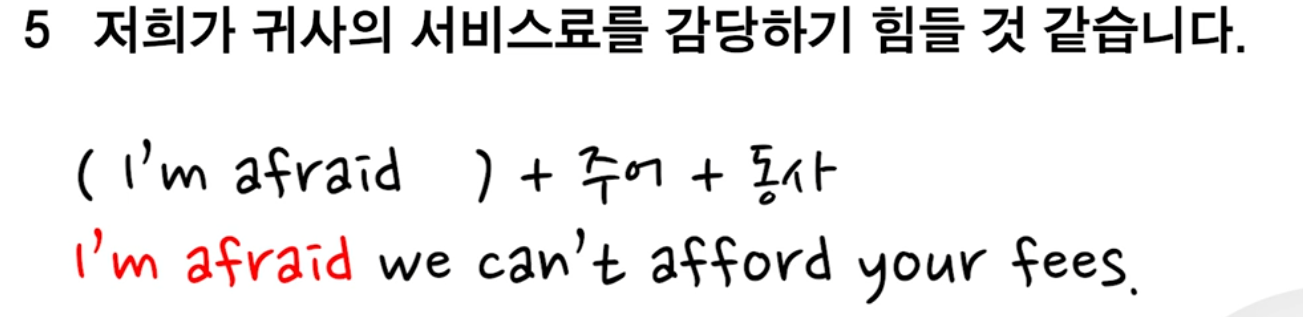 5 저희가 귀사의 서비스료를 감당하기 힘들 것 같습니다.
( I'm afraid ) + 주어 + 동사
I'm afraid we can't afford your fees.